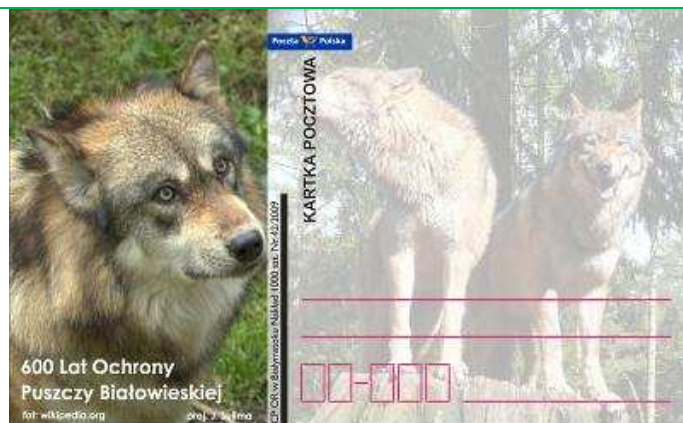 Poczta Polska
KARTKA POCZTOWA
CP OR w Białymstoku Nakład 1000 szt. Nr 42/2009
600 Lat Ochrony
Puszczy Białowieskiej
fot: wikipedia.org proj. J. Sulima